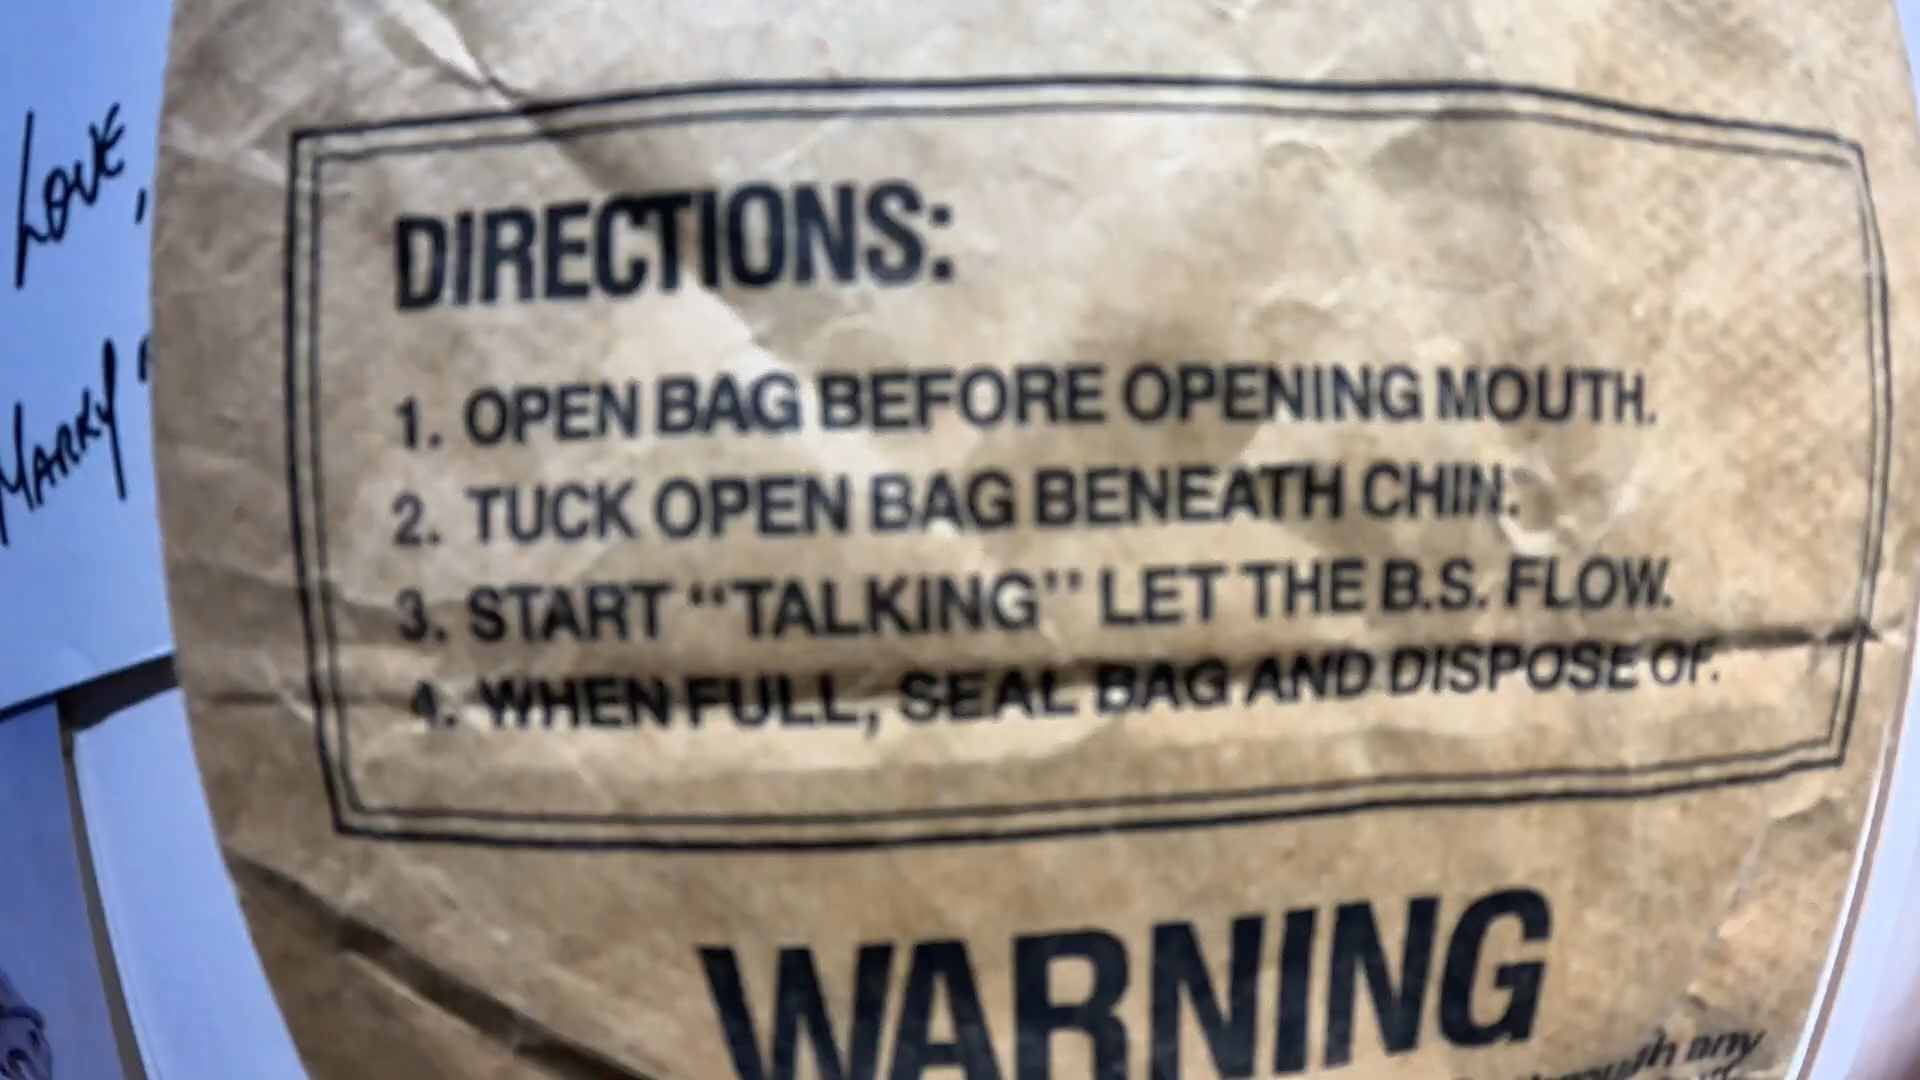 LOVE,
MARKY
DIRECTIONS:
1. OPEN BAG BEFORE OPENING MOUTH.
2. TUCK OPEN BAG BENEATH CHIN.
3. START “TALKING” LET THE B.S. FLOW.
4. WHEN FULL, SEAL BAG AND DISPOSE OF.
WARNING
any